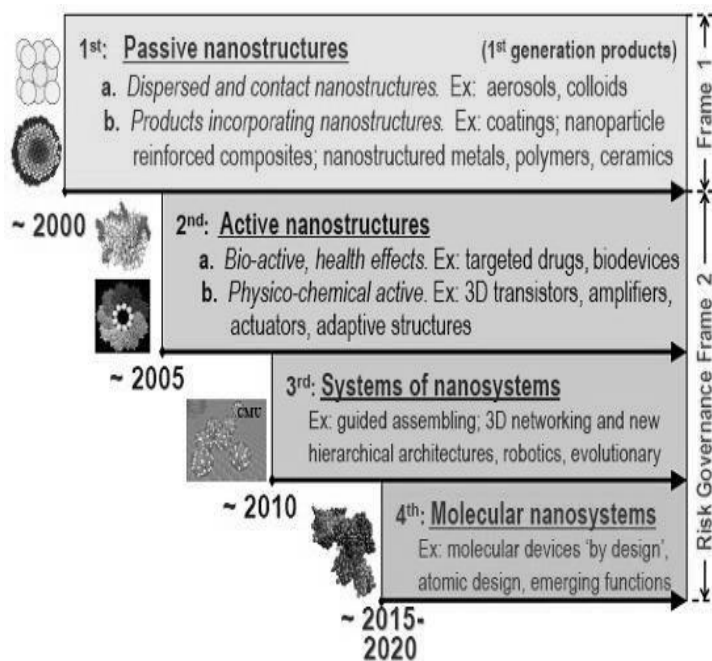 1st: Passive nanostructures (1st generation products)
a. Dispersed and contact nanostructures. Ex: aerosols, colloids
b. Products incorporating nanostructures. Ex: coatings; nanoparticle
reinforced composites; nanostructured metals, polymers, ceramics
~ 2000
2nd: Active nanostructures
a. Bio-active, health effects. Ex: targeted drugs, biodevices
b. Physico-chemical active. Ex: 3D transistors, amplifiers,
actuators, adaptive structures
~ 2005
CMU
3rd: Systems of nanosystems
Ex: guided assembling; 3D networking and new
hierarchical architectures, robotics, evolutionary
~ 2010
4th: Molecular nanosystems
Ex: molecular devices ‘by design’,
atomic design, emerging functions
~ 2015-
2020
Frame 1
Risk Governance Frame 2